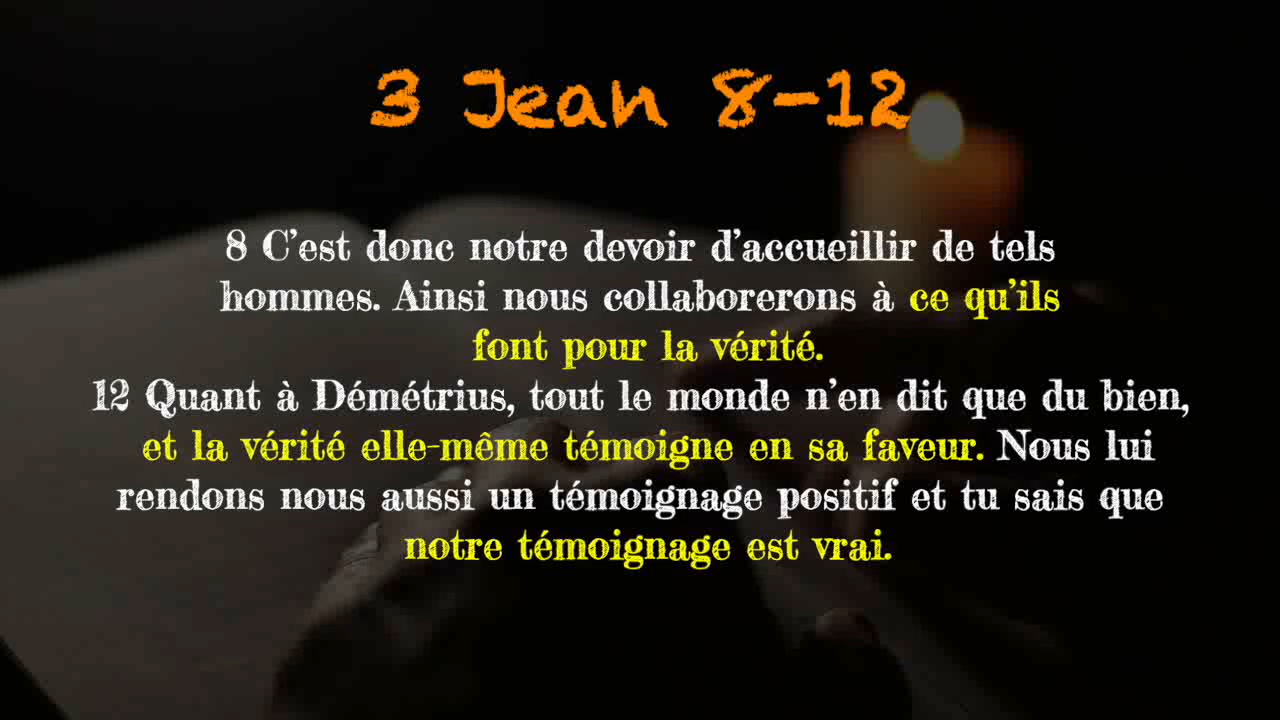 3 Jean 8-12
8 C’est donc notre devoir d’accueillir de tels
hommes. Ainsi nous collaborerons à ce qu’ils
font pour la vérité.
12 Quant à Démétrius, tout le monde n’en dit que du bien,
et la vérité elle-même témoigne en sa faveur. Nous lui
rendons nous aussi un témoignage positif et tu sais que
notre témoignage est vrai.